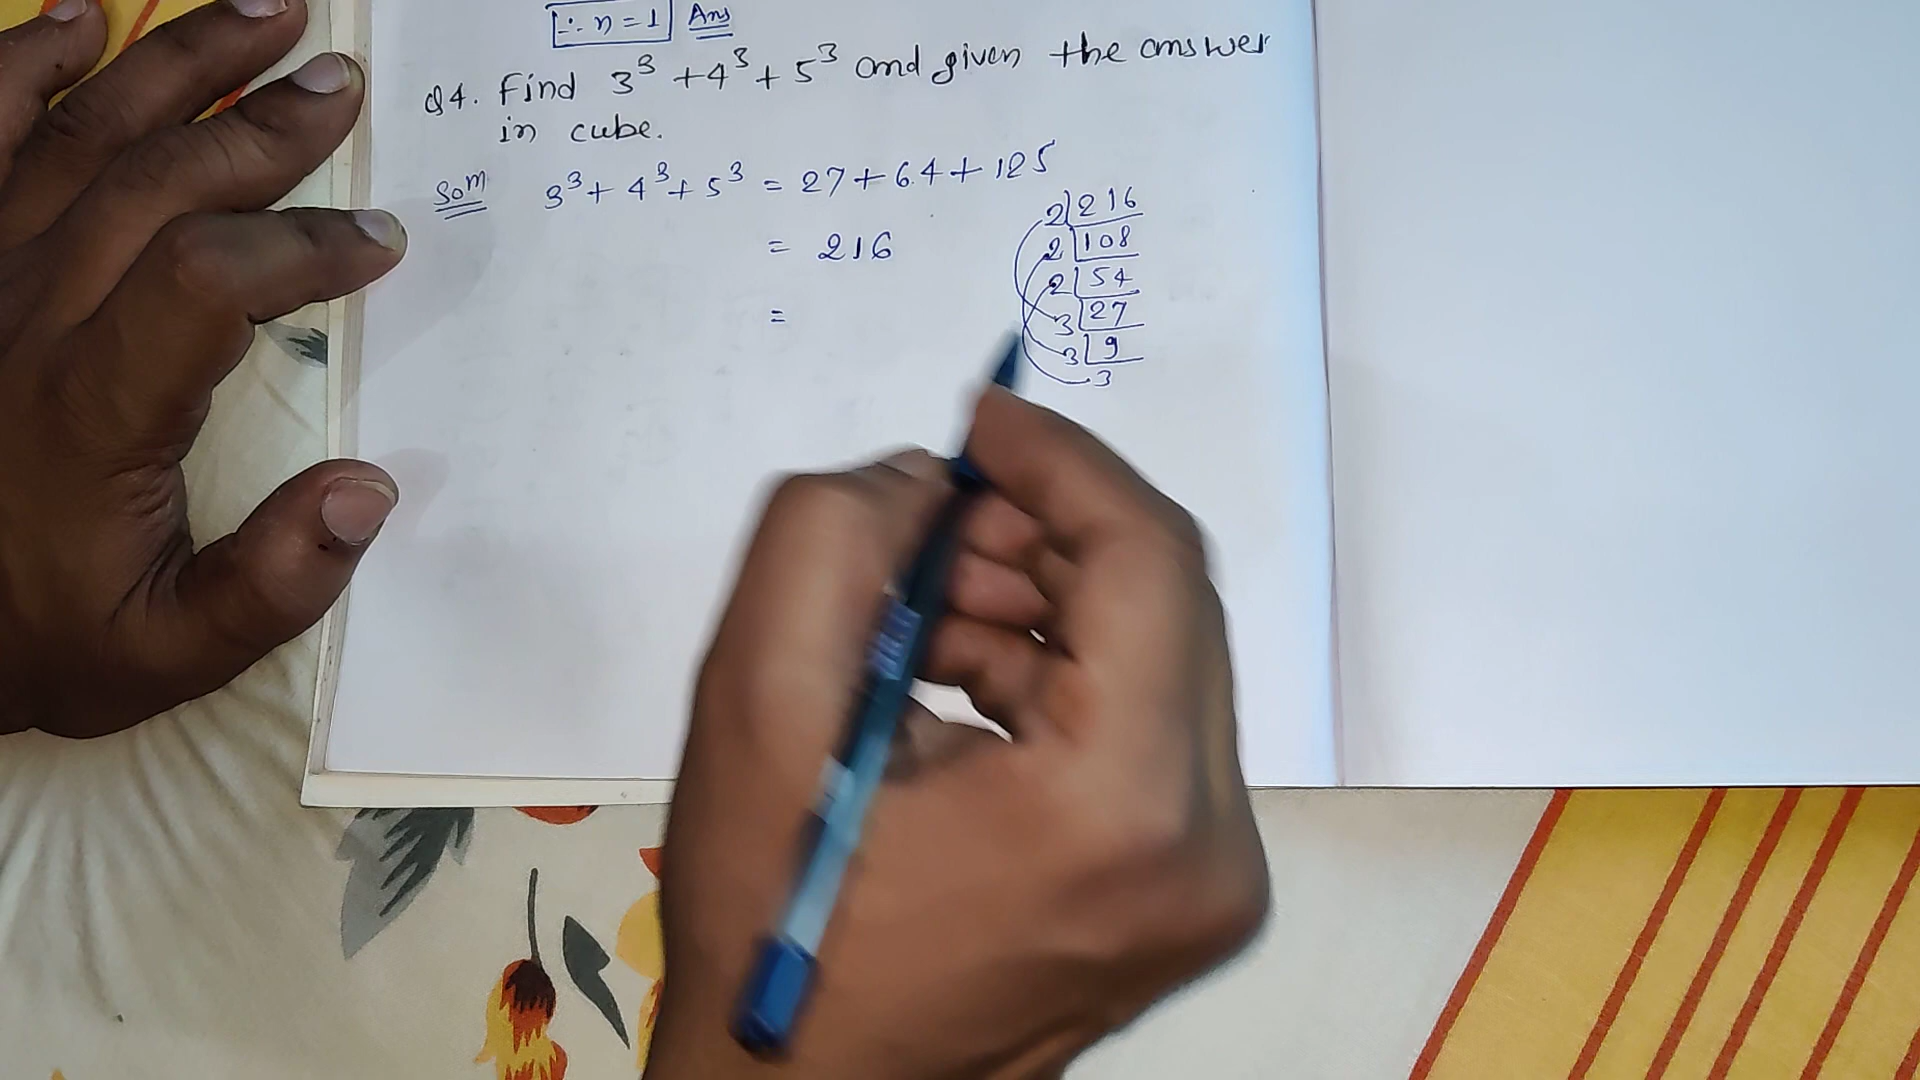 ∴ n = 1 Ans
Q4. Find 3³ + 4³ + 5³ and given the answer
in cube.
Solⁿ 3³ + 4³ + 5³ = 27 + 64 + 125
= 216
=
2 216
2 108
2 54
3 27
3 9
3